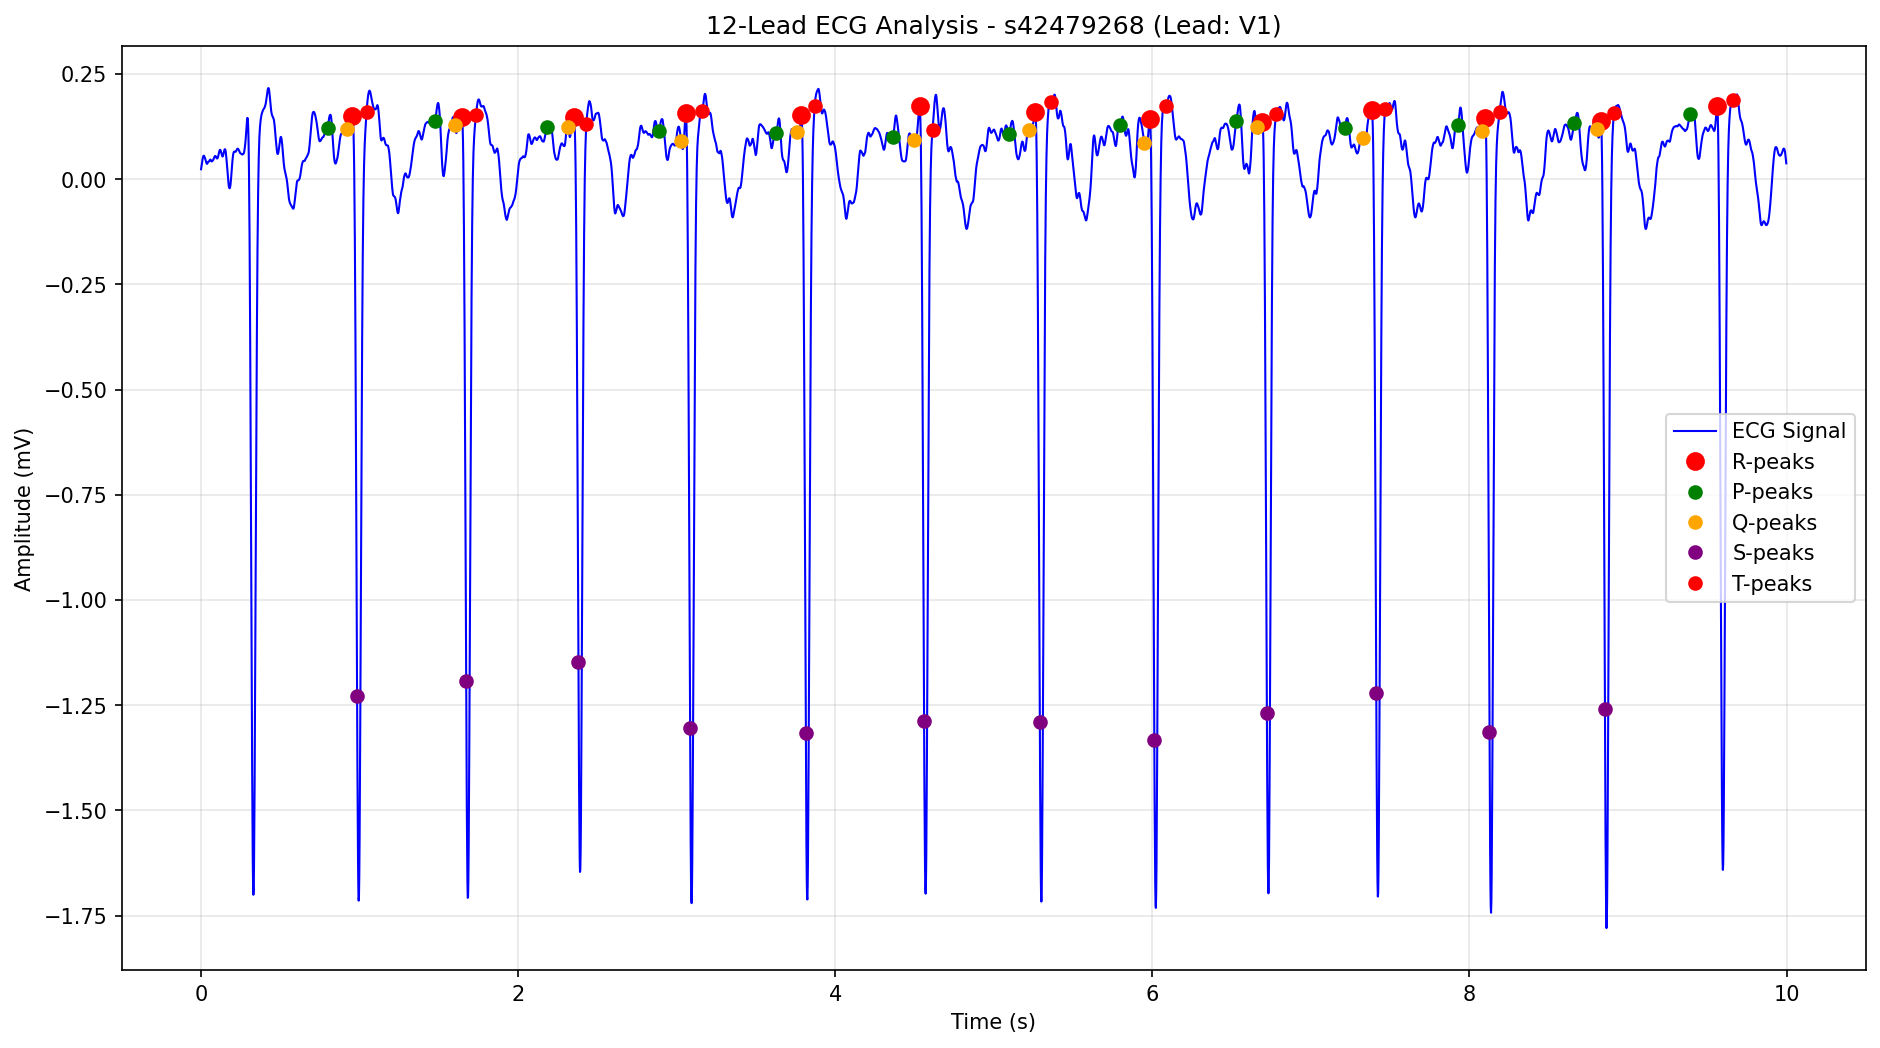 12-Lead ECG Analysis - s42479268 (Lead: V1)
Amplitude (mV)
0.25
0.00
−0.25
−0.50
−0.75
−1.00
−1.25
−1.50
−1.75
ECG Signal
R-peaks
P-peaks
Q-peaks
S-peaks
T-peaks
0 2 4 6 8 10
Time (s)